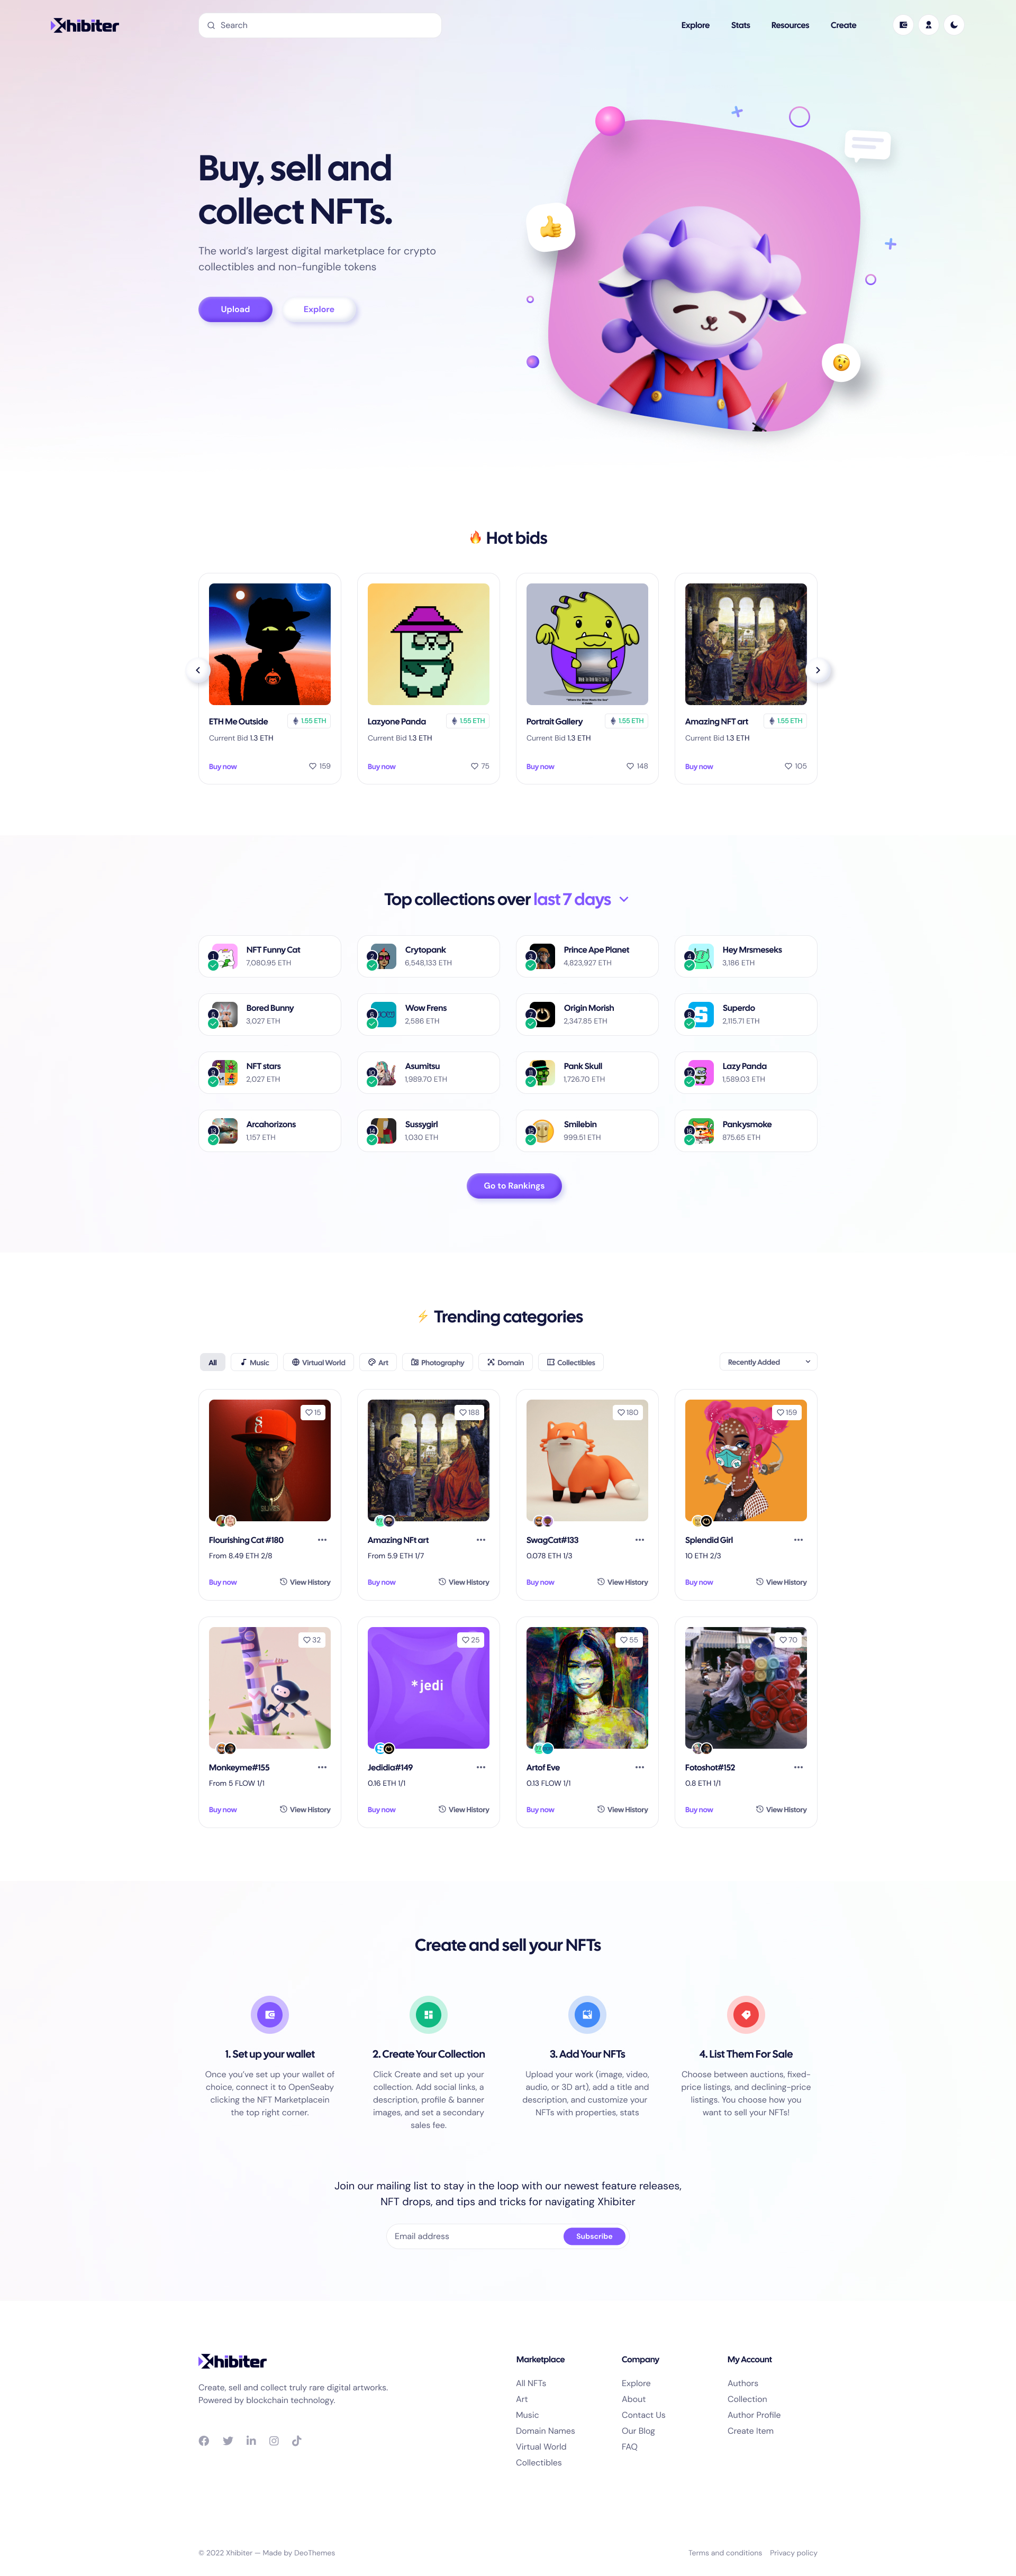 Xhibiter
Search
Explore
Stats
Resources
Create
Buy, sell and
collect NFTs.
The world's largest digital marketplace for crypto
collectibles and non-fungible tokens
Upload
Explore
Hot bids
ETH Me Outside
1.55 ETH
Current Bid 1.3 ETH
Buy now
159
Lazyone Panda
1.55 ETH
Current Bid 1.3 ETH
Buy now
75
Portrait Gallery
1.55 ETH
Current Bid 1.3 ETH
Buy now
148
Amazing NFT art
1.55 ETH
Current Bid 1.3 ETH
Buy now
105
Top collections over last 7 days
1
NFT Funny Cat
7,080.95 ETH
2
Crytopank
6,548,133 ETH
3
Prince Ape Planet
4,823,927 ETH
4
Hey Mrsmeseks
3,186 ETH
5
Bored Bunny
3,027 ETH
6
Wow Frens
2,586 ETH
7
Origin Morish
2,347.85 ETH
8
Superdo
2,115.71 ETH
9
NFT stars
2,027 ETH
10
Asumitsu
1,989.70 ETH
11
Pank Skull
1,726.70 ETH
12
Lazy Panda
1,589.03 ETH
13
Arcahorizons
1,157 ETH
14
Sussygirl
1,030 ETH
15
Smilebin
999.51 ETH
16
Pankysmoke
875.65 ETH
Go to Rankings
Trending categories
All
Music
Virtual World
Art
Photography
Domain
Collectibles
Recently Added
15
Flourishing Cat #180
From 8.49 ETH 2/8
Buy now
View History
188
Amazing NFt art
From 5.9 ETH 1/7
Buy now
View History
180
SwagCat#133
0.078 ETH 1/3
Buy now
View History
159
Splendid Girl
10 ETH 2/3
Buy now
View History
32
Monkeyme#155
From 5 FLOW 1/1
Buy now
View History
25
*jedi
Jedidia#149
0.16 ETH 1/1
Buy now
View History
55
Artof Eve
0.13 FLOW 1/1
Buy now
View History
70
Fotoshot#152
0.8 ETH 1/1
Buy now
View History
Create and sell your NFTs
1. Set up your wallet
Once you've set up your wallet of
choice, connect it to OpenSeaby
clicking the NFT Marketplacein
the top right corner.
2. Create Your Collection
Click Create and set up your
collection. Add social links, a
description, profile & banner
images, and set a secondary
sales fee.
3. Add Your NFTs
Upload your work (image, video,
audio, or 3D art), add a title and
description, and customize your
NFTs with properties, stats
4. List Them For Sale
Choose between auctions, fixed-
price listings, and declining-price
listings. You choose how you
want to sell your NFTs!
Join our mailing list to stay in the loop with our newest feature releases,
NFT drops, and tips and tricks for navigating Xhibiter
Email address
Subscribe
Xhibiter
Create, sell and collect truly rare digital artworks.
Powered by blockchain technology.
Marketplace
All NFTs
Art
Music
Domain Names
Virtual World
Collectibles
Company
Explore
About
Contact Us
Our Blog
FAQ
My Account
Authors
Collection
Author Profile
Create Item
© 2022 Xhibiter — Made by DeoThemes
Terms and conditions
Privacy policy